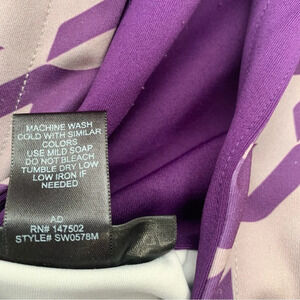 MACHINE WASH
COLD WITH SIMILAR
COLORS
USE MILD SOAP
DO NOT BLEACH
TUMBLE DRY LOW
LOW IRON IF
NEEDED
AD
RN# 147502
STYLE# SW0578M